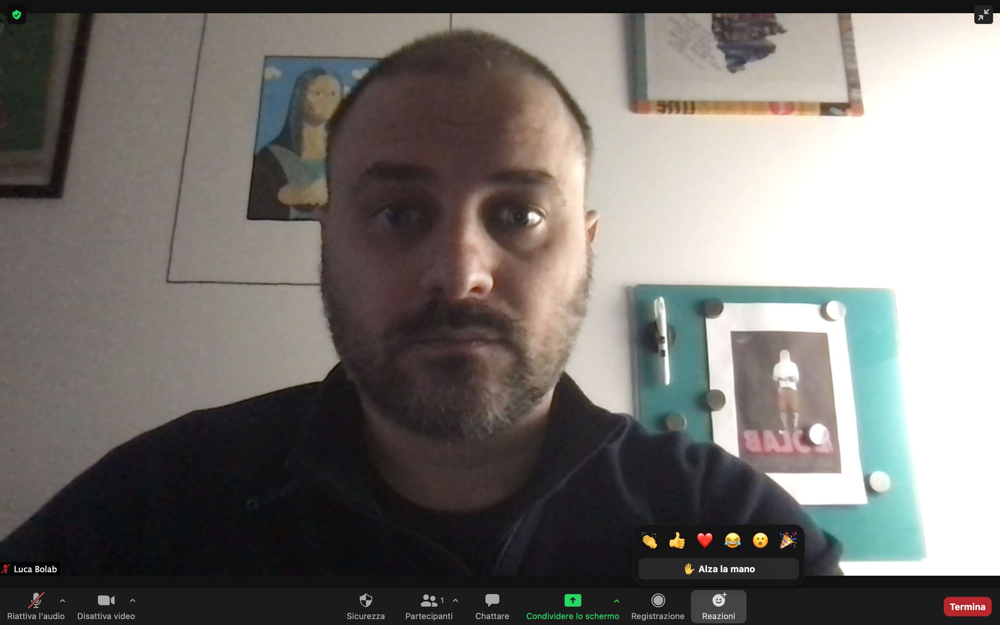 Luca Bolab
👏 👍 ❤️ 😂 😮 🎉
✋ Alza la mano
1
Riattiva l'audio
Disattiva video
Sicurezza
Partecipanti
Chattare
Condividere lo schermo
Registrazione
Reazioni
Termina